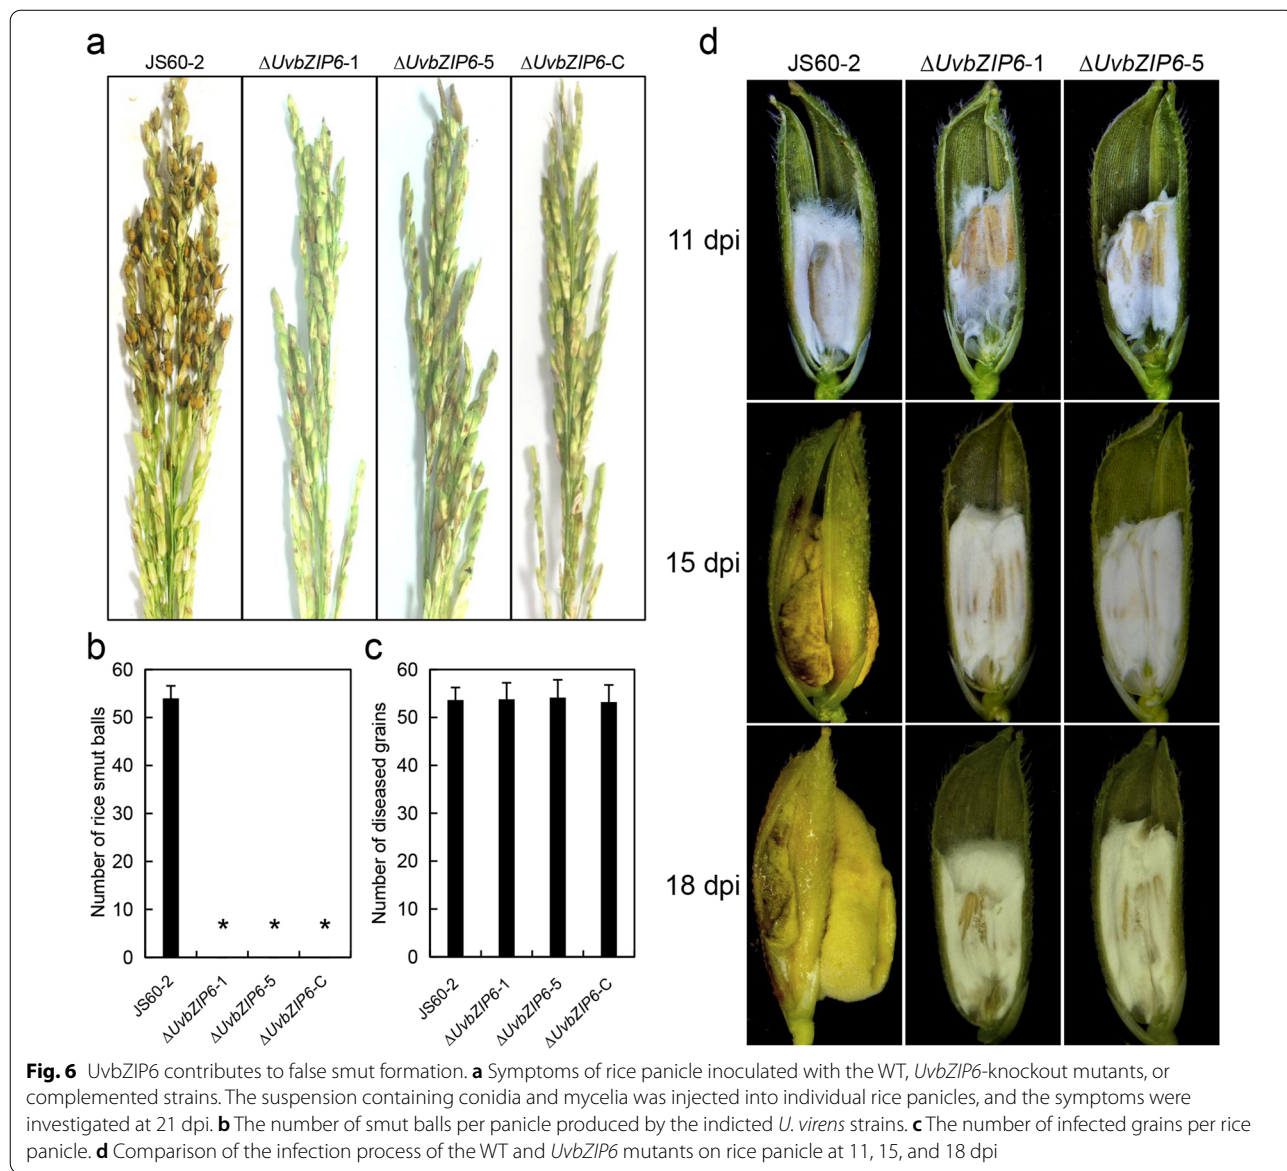 a
JS60-2 ΔUvbZIP6-1 ΔUvbZIP6-5 ΔUvbZIP6-C
b
60
50
40
30
20
10
0
Number of rice smut balls
* * *
JS60-2 ΔUvbZIP6-1 ΔUvbZIP6-5 ΔUvbZIP6-C
c
60
50
40
30
20
10
0
Number of diseased grains
JS60-2 ΔUvbZIP6-1 ΔUvbZIP6-5 ΔUvbZIP6-C
d
JS60-2 ΔUvbZIP6-1 ΔUvbZIP6-5
11 dpi
15 dpi
18 dpi
Fig. 6 UvbZIP6 contributes to false smut formation. a Symptoms of rice panicle inoculated with the WT, UvbZIP6-knockout mutants, or
complemented strains. The suspension containing conidia and mycelia was injected into individual rice panicles, and the symptoms were
investigated at 21 dpi. b The number of smut balls per panicle produced by the indicted U. virens strains. c The number of infected grains per rice
panicle. d Comparison of the infection process of the WT and UvbZIP6 mutants on rice panicle at 11, 15, and 18 dpi